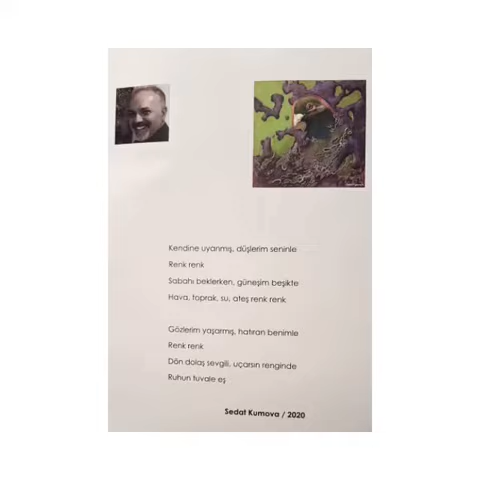 Kendine uyanmış, düşlerim seninle
Renk renk
Sabahı beklerken, güneşim beşikte
Hava, toprak, su, ateş renk renk
Gözlerim yaşarmış, hatıran benimle
Renk renk
Dön dolaş sevgili, uçarsın renginde
Ruhun tuvale eş
Sedat Kumova / 2020